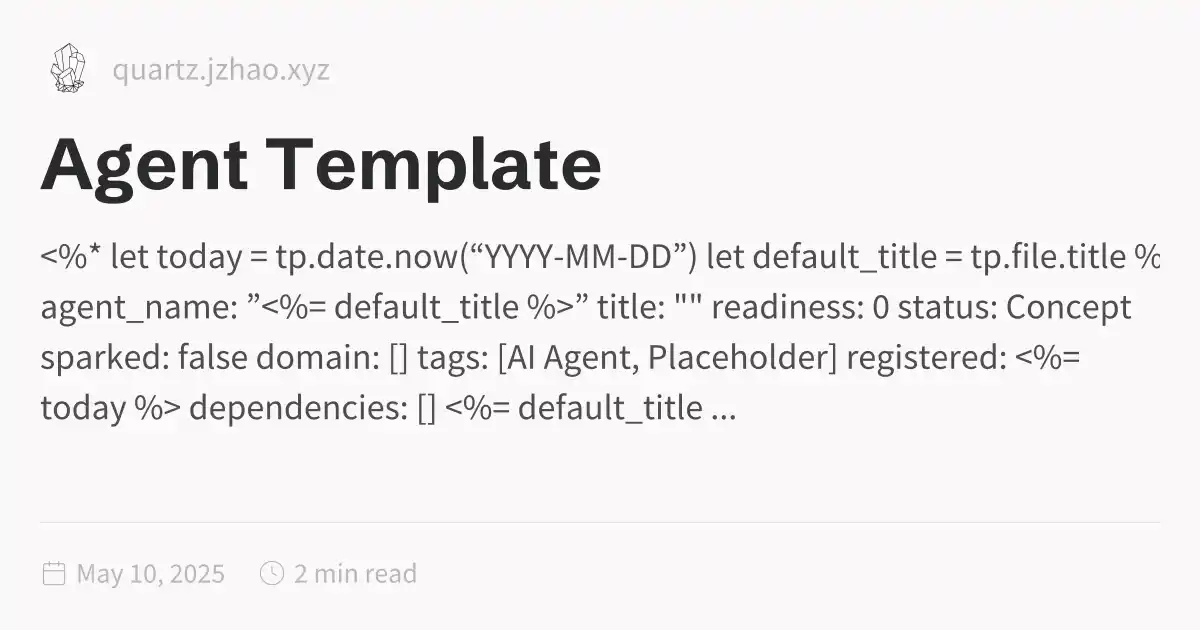 quartz.jzhao.xyz
Agent Template
<%* let today = tp.date.now(“YYYY-MM-DD”) let default_title = tp.file.title %
agent_name: ”<%= default_title %>” title: "" readiness: 0 status: Concept
sparked: false domain: [] tags: [AI Agent, Placeholder] registered: <%=
today %> dependencies: [] <%= default_title ...
May 10, 2025
2 min read